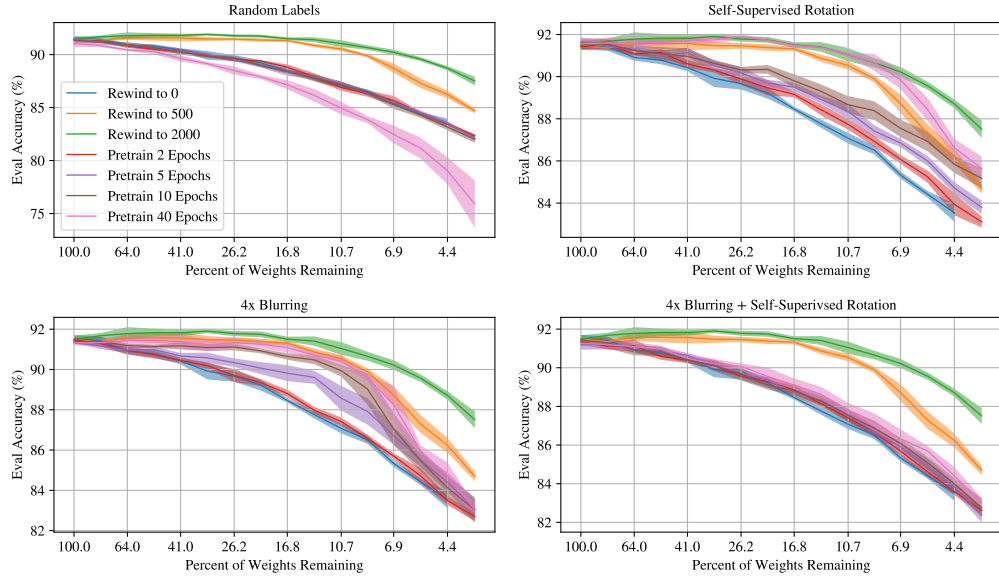 Random Labels
Eval Accuracy (%)
90
85
80
75
Rewind to 0
Rewind to 500
Rewind to 2000
Pretrain 2 Epochs
Pretrain 5 Epochs
Pretrain 10 Epochs
Pretrain 40 Epochs
100.0 64.0 41.0 26.2 16.8 10.7 6.9 4.4
Percent of Weights Remaining
Self-Supervised Rotation
Eval Accuracy (%)
92
90
88
86
84
100.0 64.0 41.0 26.2 16.8 10.7 6.9 4.4
Percent of Weights Remaining
4x Blurring
Eval Accuracy (%)
92
90
88
86
84
82
100.0 64.0 41.0 26.2 16.8 10.7 6.9 4.4
Percent of Weights Remaining
4x Blurring + Self-Superivsed Rotation
Eval Accuracy (%)
92
90
88
86
84
82
100.0 64.0 41.0 26.2 16.8 10.7 6.9 4.4
Percent of Weights Remaining